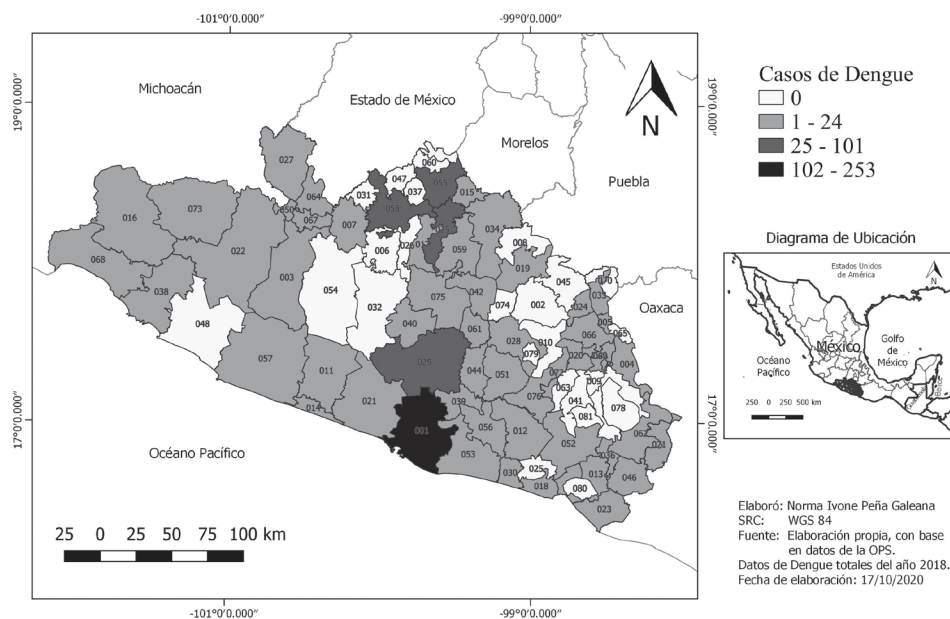 -101°0′0.000″
-99°0′0.000″
19°0′0.000″
19°0′0.000″
Michoacán
Estado de México
Morelos
Puebla
Oaxaca
N
Casos de Dengue
0
1 - 24
25 - 101
102 - 253
027
060
047
037
055
031
064
015
016
073
067
007
034
022
006
059
008
068
019
003
045
070
054
038
032
075
042
074
002
024
048
040
061
028
010
066
065
057
029
079
020
004
011
044
051
063
009
076
021
014
039
041
078
081
17°0′0.000″
17°0′0.000″
001
056
012
052
053
025
013
046
030
018
080
023
Océano Pacífico
25 0 25 50 75 100 km
-101°0′0.000″
-99°0′0.000″
Diagrama de Ubicación
Estados Unidos
de América
N
México
Golfo
de
México
Océano
Pacífico
250 0 250 500 km
Elaboró: Norma Ivone Peña Galeana
SRC: WGS 84
Fuente: Elaboración propia, con base
en datos de la OPS.
Datos de Dengue totales del año 2018.
Fecha de elaboración: 17/10/2020